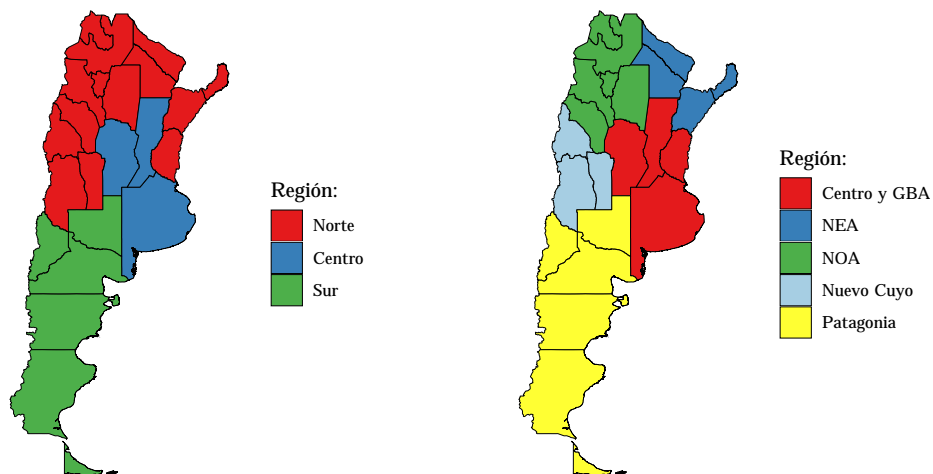 Región:
Norte
Centro
Sur
Región:
Centro y GBA
NEA
NOA
Nuevo Cuyo
Patagonia